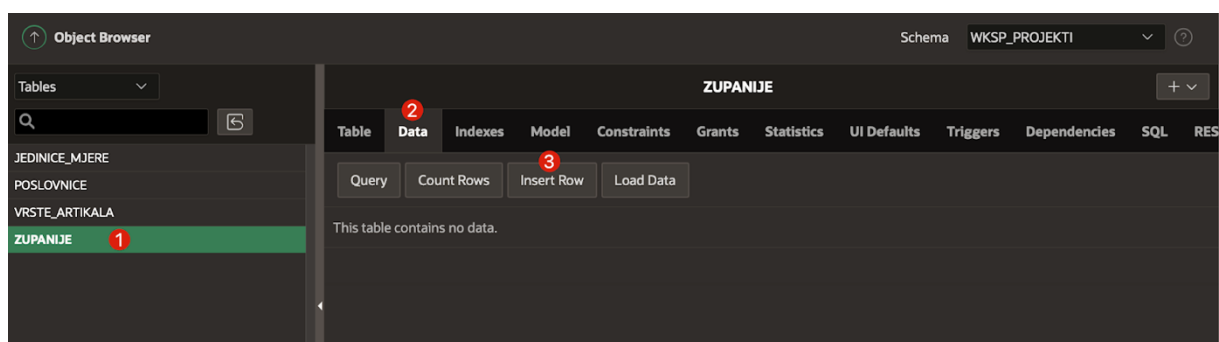 Object Browser
Schema WKSP_PROJEKTI
Tables
ZUPANIJE
2
Table Data Indexes Model Constraints Grants Statistics UI Defaults Triggers Dependencies SQL RES
JEDINICE_MJERE
POSLOVNICE
VRSTE_ARTIKALA
ZUPANIJE 1
3
Query Count Rows Insert Row Load Data
This table contains no data.